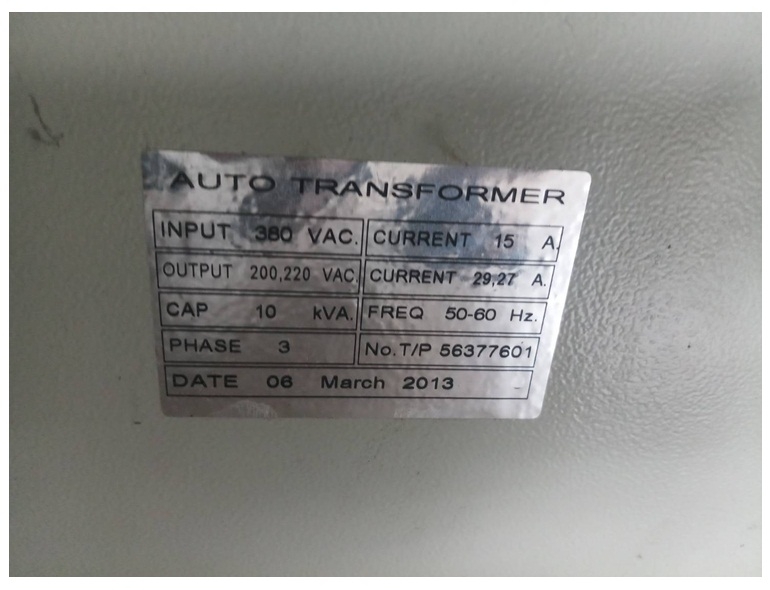 AUTO TRANSFORMER
INPUT 380 VAC. CURRENT 15 A.
OUTPUT 200,220 VAC. CURRENT 29,27 A.
CAP 10 kVA. FREQ 50-60 Hz.
PHASE 3 No.T/P 56377601
DATE 06 March 2013